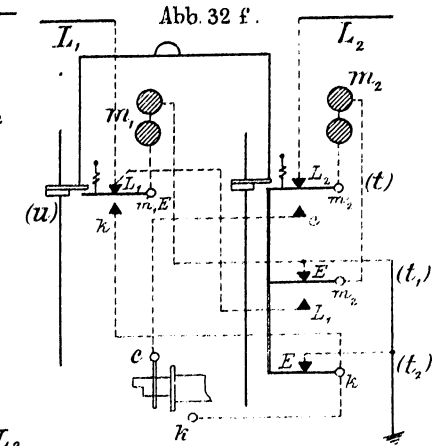 Abb. 32 f.
L₁
L₂
m₁
m₂
(u)
L₁
m₁E
k
L₂
(t)
m₂
c
E
(t₁)
m₂
L₁
E
(t₂)
k
c
k